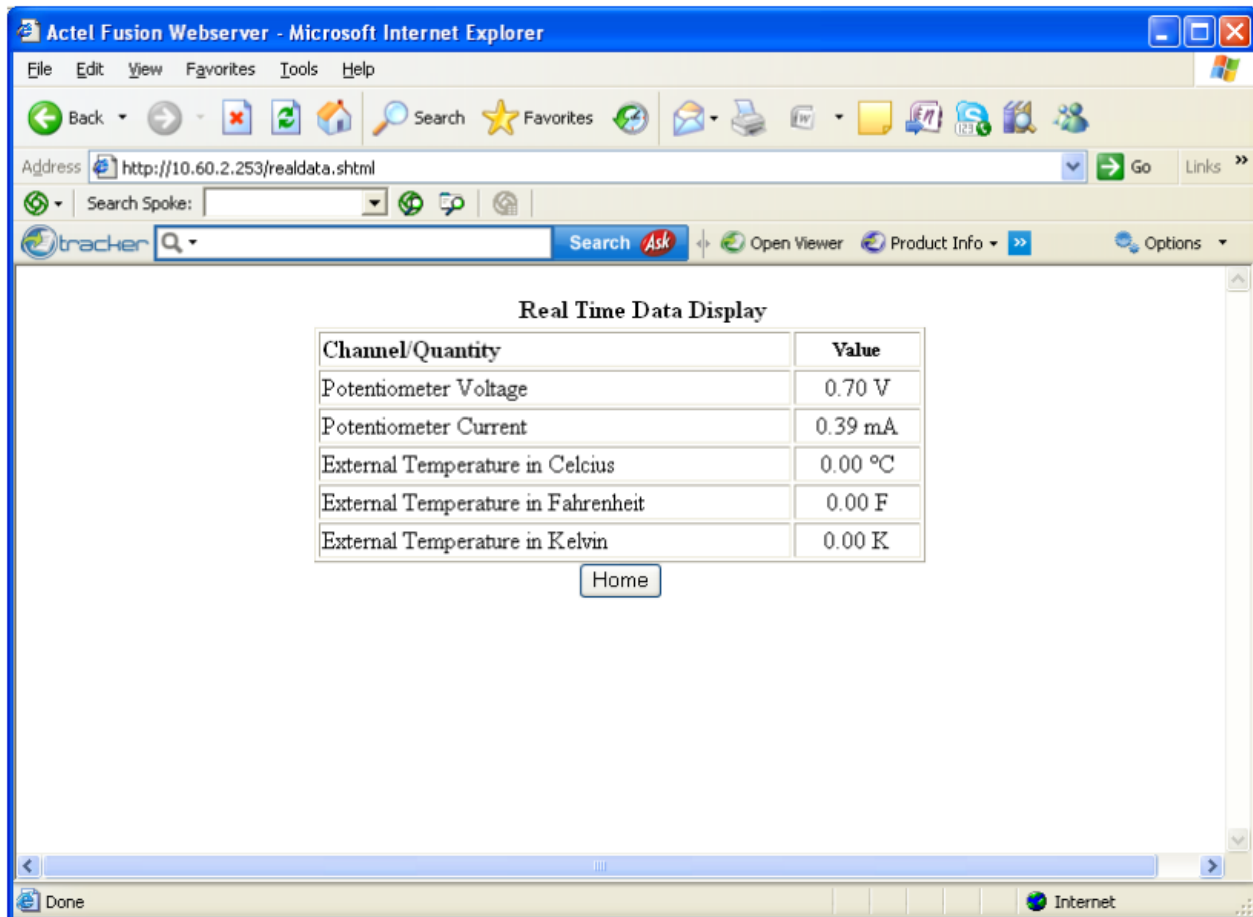 Actel Fusion Webserver - Microsoft Internet Explorer
File Edit View Favorites Tools Help
Back Search Favorites
Address http://10.60.2.253/realdata.shtml Go Links »
Search Spoke:
tracker Search Ask Open Viewer Product Info » Options
Real Time Data Display
Channel/Quantity Value
Potentiometer Voltage 0.70 V
Potentiometer Current 0.39 mA
External Temperature in Celcius 0.00 °C
External Temperature in Fahrenheit 0.00 F
External Temperature in Kelvin 0.00 K
Home
Done Internet